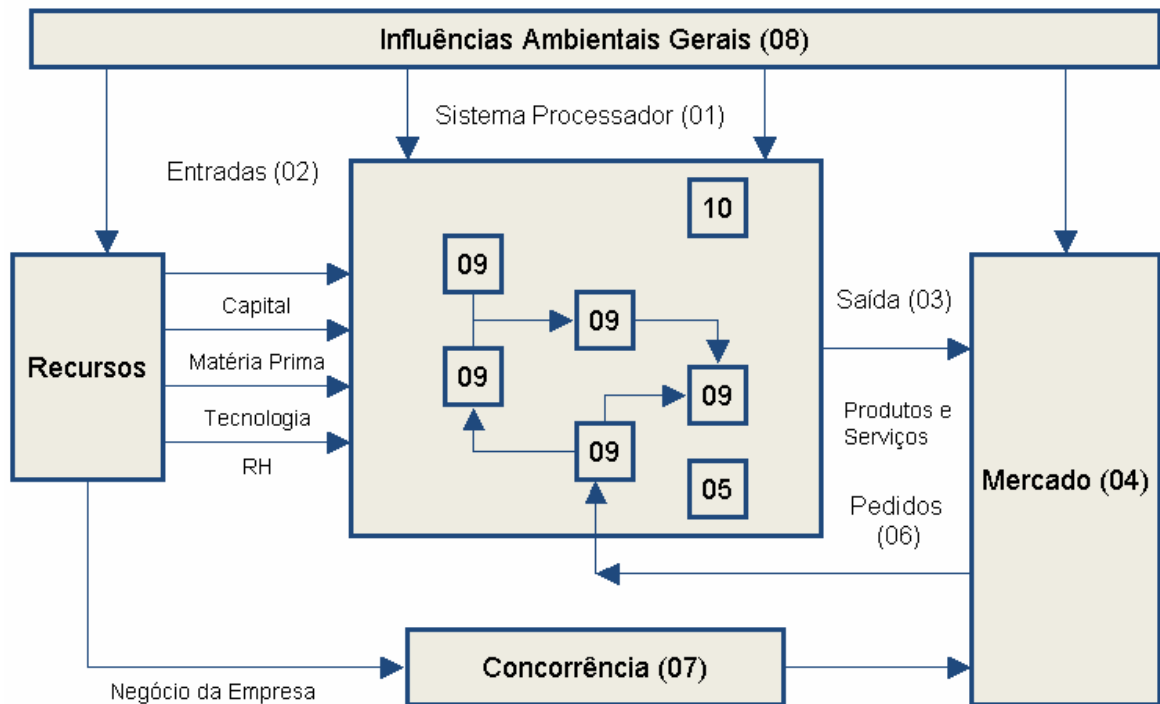 Influências Ambientais Gerais (08)
Sistema Processador (01)
Entradas (02)
10
09
09
09
09
09
05
Recursos
Capital
Matéria Prima
Tecnologia
RH
Saída (03)
Produtos e
Serviços
Pedidos
(06)
Mercado (04)
Concorrência (07)
Negócio da Empresa